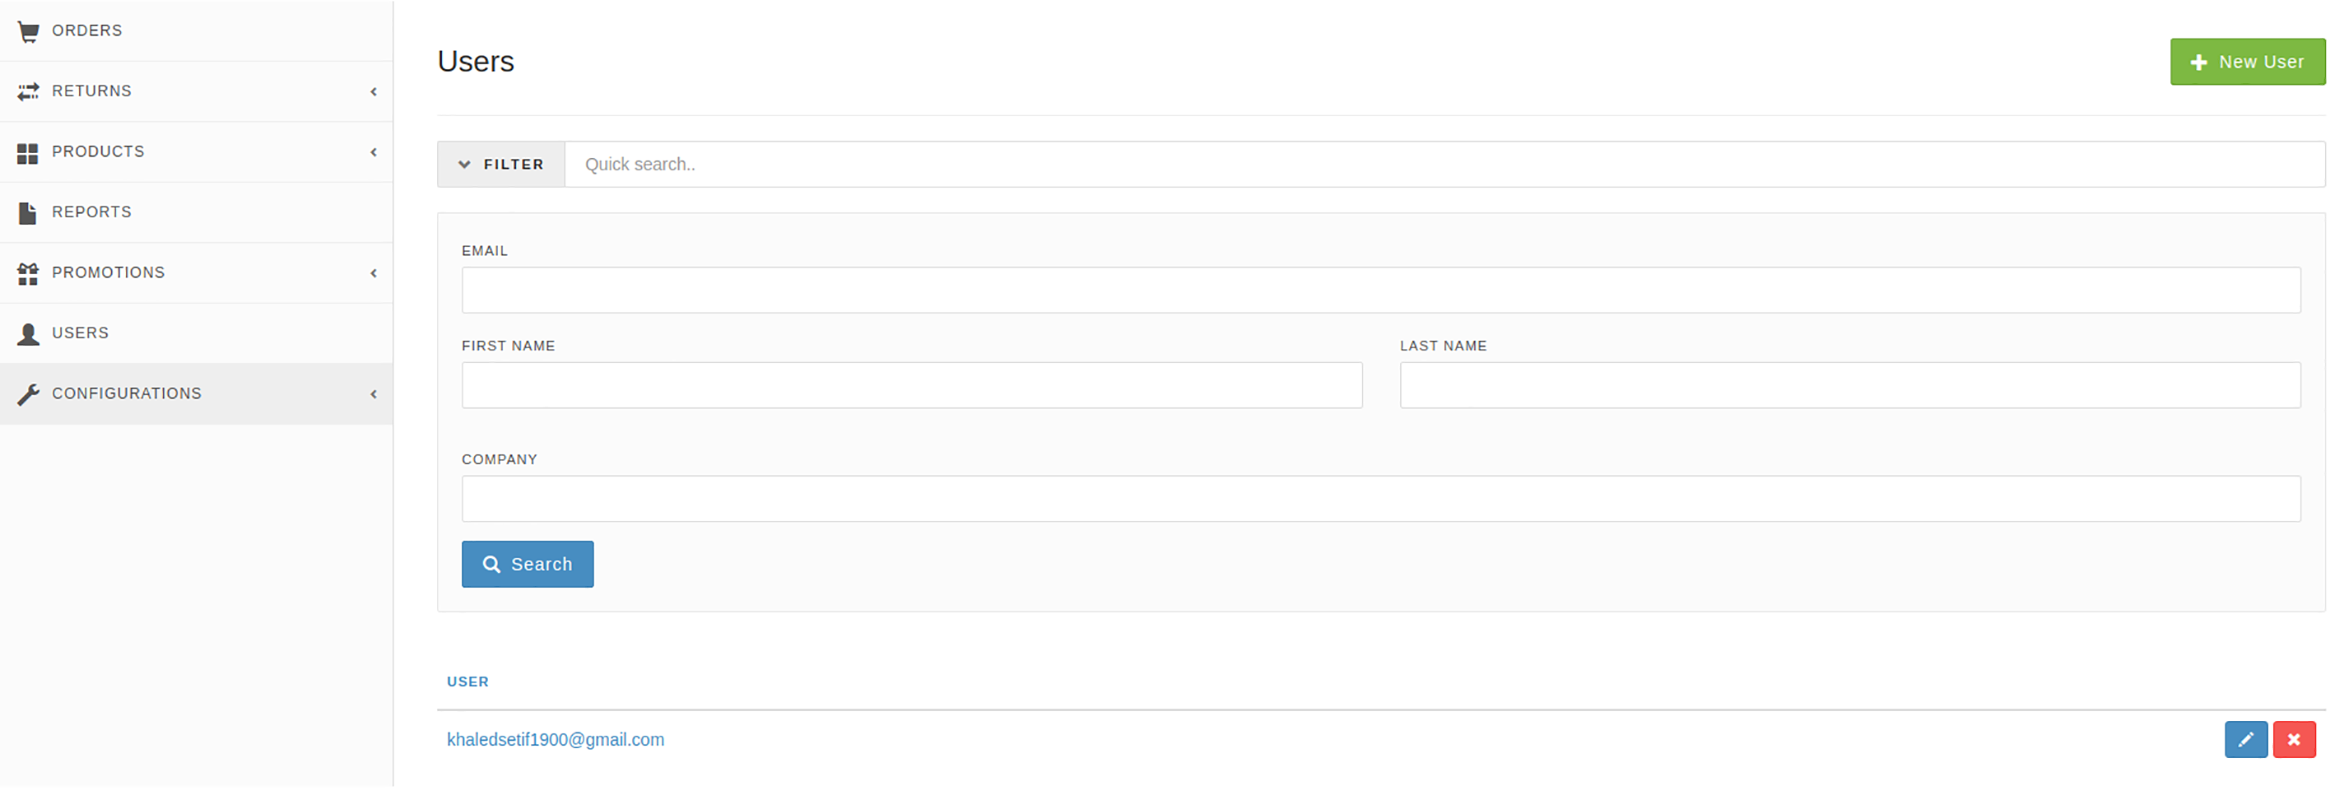 ORDERS
RETURNS
PRODUCTS
REPORTS
PROMOTIONS
USERS
CONFIGURATIONS
Users
New User
FILTER
Quick search..
EMAIL
FIRST NAME
LAST NAME
COMPANY
Search
USER
khaledsetif1900@gmail.com